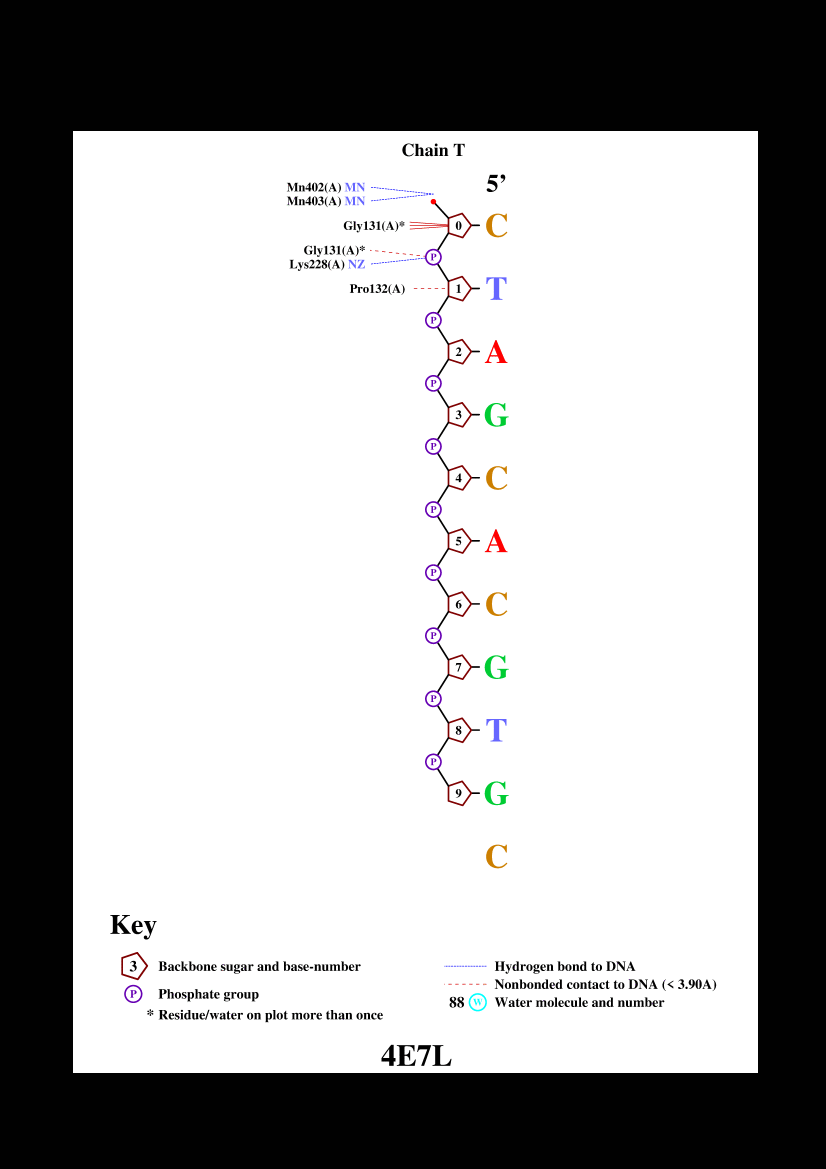 Chain T
5’
Mn402(A) MN
Mn403(A) MN
Gly131(A)*
0 C
Gly131(A)*
P
Lys228(A) NZ
Pro132(A)
1 T
P
2 A
P
3 G
P
4 C
P
5 A
P
6 C
P
7 G
P
8 T
P
9 G
C
Key
3 Backbone sugar and base-number
P Phosphate group
* Residue/water on plot more than once
Hydrogen bond to DNA
Nonbonded contact to DNA (< 3.90A)
88 W Water molecule and number
4E7L